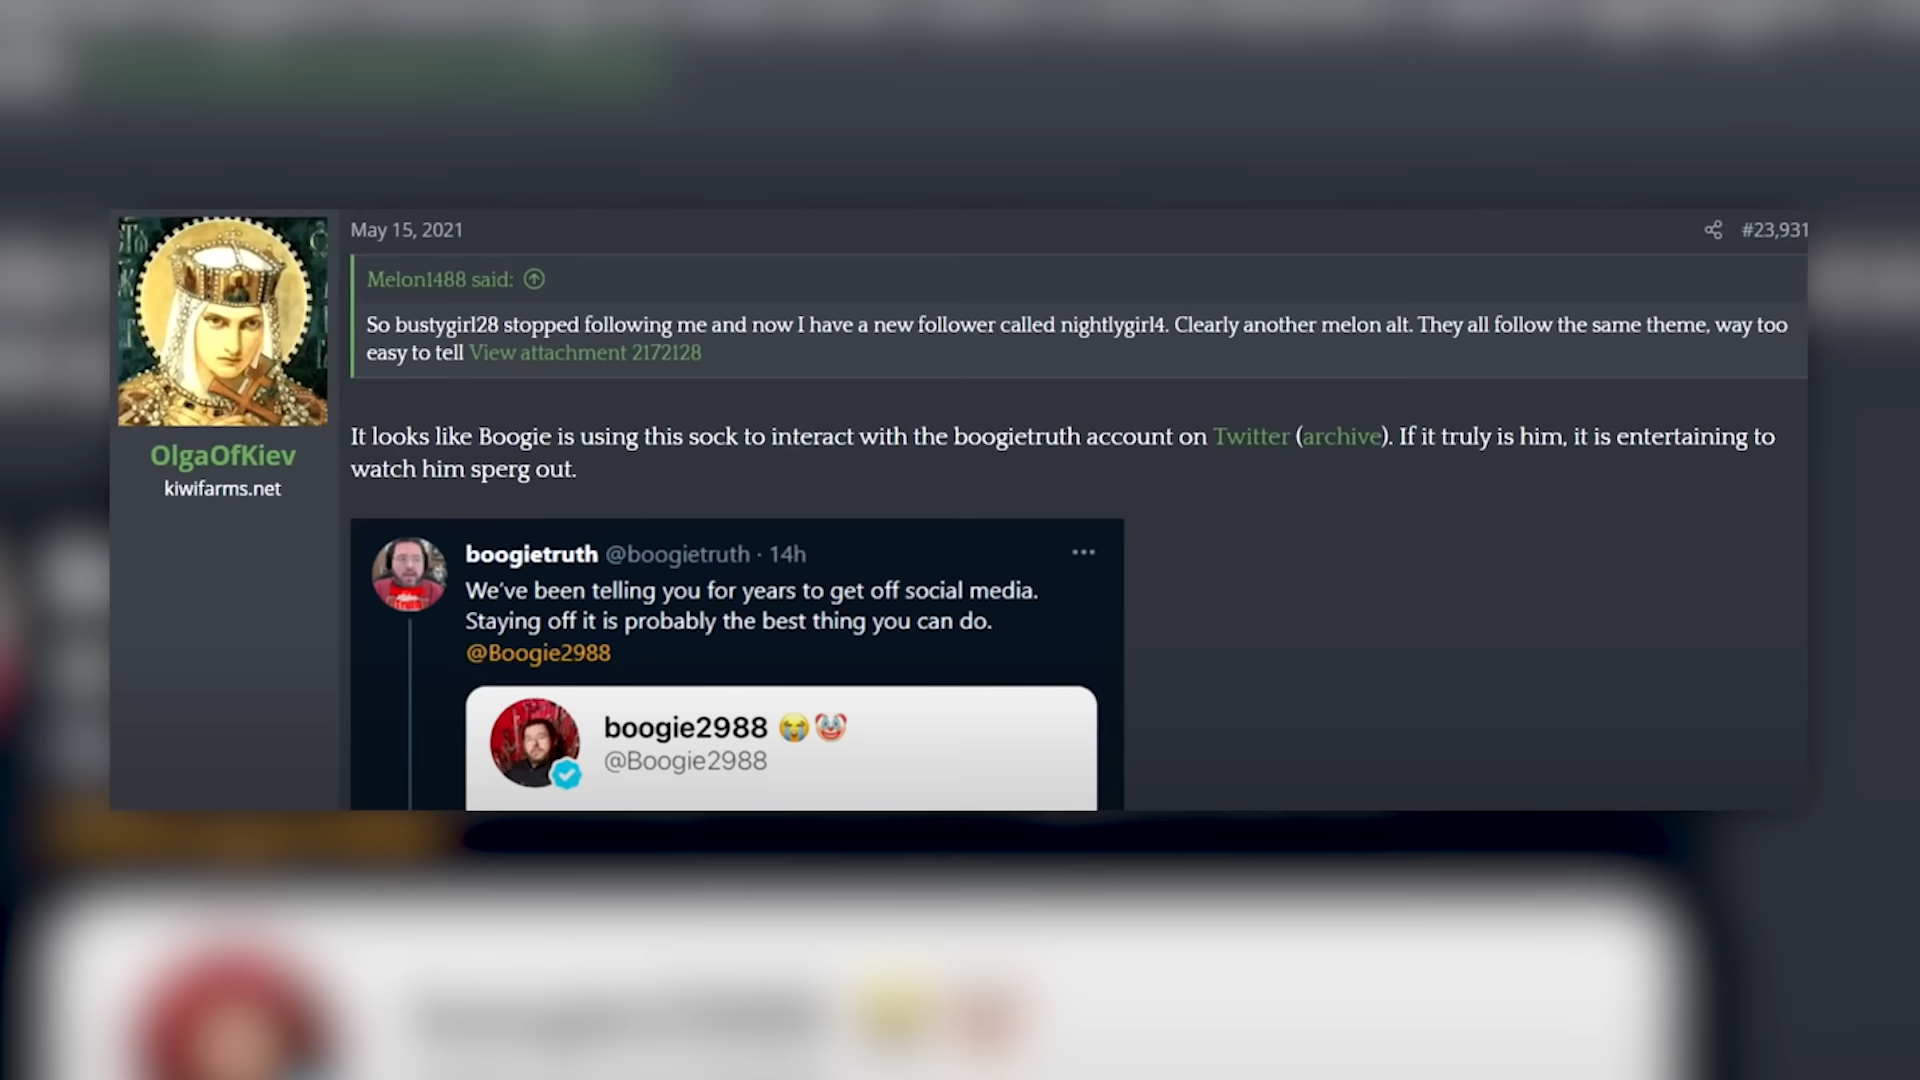 May 15, 2021
#23,931
Melon1488 said:
So bustygirl28 stopped following me and now I have a new follower called nightlygirl4. Clearly another melon alt. They all follow the same theme, way too
easy to tell View attachment 2172128
OlgaOfKiev
kiwifarms.net
It looks like Boogie is using this sock to interact with the boogietruth account on Twitter (archive). If it truly is him, it is entertaining to
watch him sperg out.
boogietruth @boogietruth · 14h
We've been telling you for years to get off social media.
Staying off it is probably the best thing you can do.
@Boogie2988
boogie2988 😭🤡
@Boogie2988